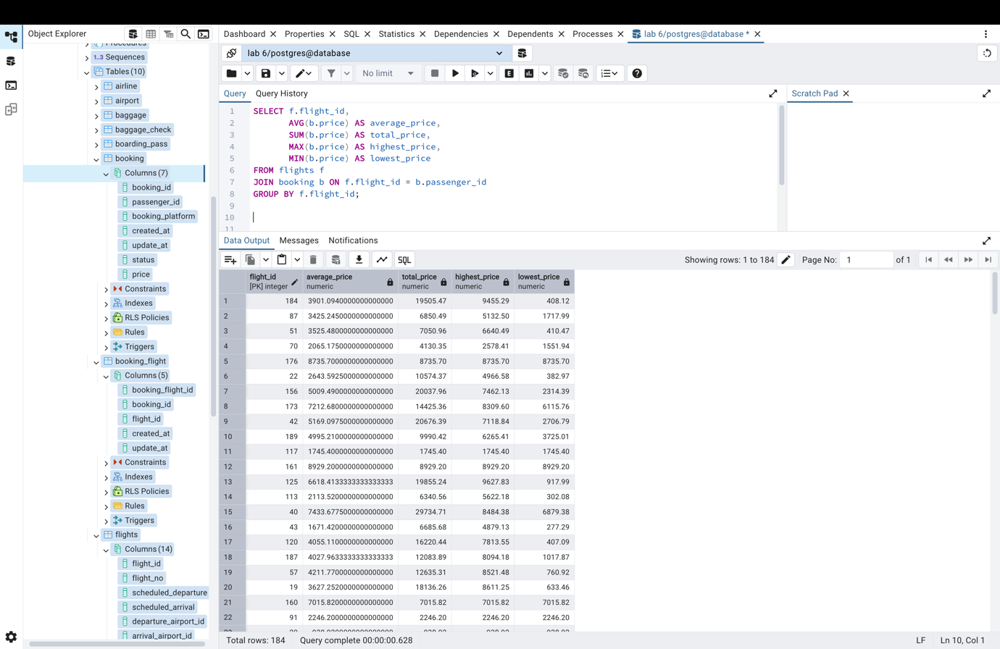 Object Explorer
Procedures
1..3 Sequences
Tables (10)
airline
airport
baggage
baggage_check
boarding_pass
booking
Columns (7)
booking_id
passenger_id
booking_platform
created_at
update_at
status
price
Constraints
Indexes
RLS Policies
Rules
Triggers
booking_flight
Columns (5)
booking_flight_id
booking_id
flight_id
created_at
update_at
Constraints
Indexes
RLS Policies
Rules
Triggers
flights
Columns (14)
flight_id
flight_no
scheduled_departure
scheduled_arrival
departure_airport_id
arrival_airport_id
Dashboard Properties SQL Statistics Dependencies Dependents Processes lab 6/postgres@database *
lab 6/postgres@database
No limit
E
Query Query History
Scratch Pad
1 SELECT f.flight_id,
2 AVG(b.price) AS average_price,
3 SUM(b.price) AS total_price,
4 MAX(b.price) AS highest_price,
5 MIN(b.price) AS lowest_price
6 FROM flights f
7 JOIN booking b ON f.flight_id = b.passenger_id
8 GROUP BY f.flight_id;
9
10
11
Data Output Messages Notifications
SQL
Showing rows: 1 to 184 Page No: 1 of 1
flight_id average_price total_price highest_price lowest_price
[PK] integer numeric numeric numeric numeric
1 184 3901.0940000000000000 19505.47 9455.29 408.12
2 87 3425.2450000000000000 6850.49 5132.50 1717.99
3 51 3525.4800000000000000 7050.96 6640.49 410.47
4 70 2065.1750000000000000 4130.35 2578.41 1551.94
5 176 8735.7000000000000000 8735.70 8735.70 8735.70
6 22 2643.5925000000000000 10574.37 4966.58 382.97
7 156 5009.4900000000000000 20037.96 7462.13 2314.39
8 173 7212.6800000000000000 14425.36 8309.60 6115.76
9 42 5169.0975000000000000 20676.39 7118.84 2706.79
10 189 4995.2100000000000000 9990.42 6265.41 3725.01
11 117 1745.4000000000000000 1745.40 1745.40 1745.40
12 161 8929.2000000000000000 8929.20 8929.20 8929.20
13 125 6618.4133333333333333 19855.24 9627.83 917.99
14 113 2113.5200000000000000 6340.56 5622.18 302.08
15 40 7433.6775000000000000 29734.71 8484.38 6879.38
16 43 1671.4200000000000000 6685.68 4879.13 277.29
17 120 4055.1100000000000000 16220.44 7813.55 407.09
18 187 4027.9633333333333333 12083.89 8094.18 1017.87
19 57 4211.7700000000000000 12635.31 8521.48 760.92
20 19 3627.2520000000000000 18136.26 8611.25 633.46
21 160 7015.8200000000000000 7015.82 7015.82 7015.82
22 91 2246.2000000000000000 2246.20 2246.20 2246.20
Total rows: 184 Query complete 00:00:00.628 LF Ln 10, Col 1